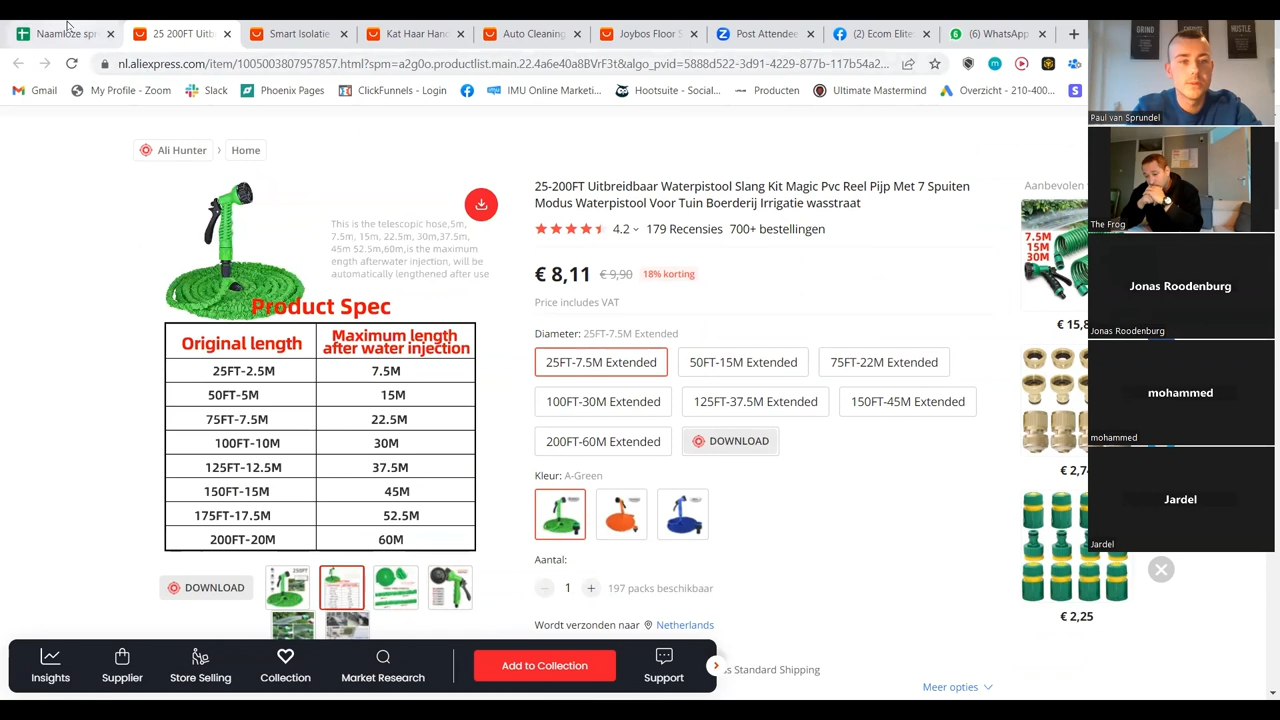 Naamloze spr
25 200FT Uitb
Smart Isolatie
Kat Haar Hand
Auto Cleaning
Joybos Floor S
Post Attendee
(2) Ecom Elite
(6) WhatsApp
nl.aliexpress.com/item/1005003807957857.html?spm=a2g0o.productlist.main.22.4a6e40a8BVrF3t&algo_pvid=5888d522-3d91-4229-877b-117b54a2...
Gmail
My Profile - Zoom
Slack
Phoenix Pages
ClickFunnels - Login
IMU Online Marketi...
Hootsuite - Social...
Producten
Ultimate Mastermind
Overzicht - 210-400...
Ali Hunter
Home
This is the telescopic hose,5m,
7.5m, 15m, 22.5m, 30m,37.5m,
45m 52.5m,60m,is the maximum
ength afterwater injection, will be
automatically lengthened after use
Product Spec
Original length
Maximum length
after water injection
25FT-2.5M 7.5M
50FT-5M 15M
75FT-7.5M 22.5M
100FT-10M 30M
125FT-12.5M 37.5M
150FT-15M 45M
175FT-17.5M 52.5M
200FT-20M 60M
DOWNLOAD
25-200FT Uitbreidbaar Waterpistool Slang Kit Magic Pvc Reel Pijp Met 7 Spuiten
Modus Waterpistool Voor Tuin Boerderij Irrigatie wasstraat
4.2 179 Recensies 700+ bestellingen
€ 8,11 € 9,90 18% korting
Price includes VAT
Diameter: 25FT-7.5M Extended
25FT-7.5M Extended
50FT-15M Extended
75FT-22M Extended
100FT-30M Extended
125FT-37.5M Extended
150FT-45M Extended
200FT-60M Extended
DOWNLOAD
Kleur: A-Green
Aantal:
1
197 packs beschikbaar
Wordt verzonden naar Netherlands
ss Standard Shipping
Meer opties
Aanbevolen
7.5M
15M
30M
€ 15,8
€ 2,7
€ 2,25
Insights
Supplier
Store Selling
Collection
Market Research
Add to Collection
Support
GRIND
HUSTLE
Paul van Sprundel
The Frog
Jonas Roodenburg
Jonas Roodenburg
mohammed
mohammed
Jardel
Jardel